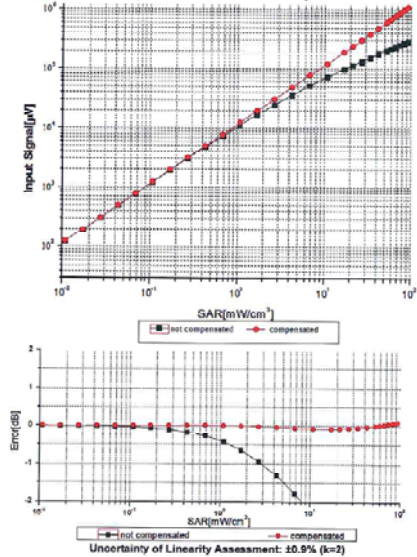 10⁶
10⁵
10⁴
10³
10²
Input Signal[µV]
10⁻² 10⁻¹ 10⁰ 10¹ 10²
SAR[mW/cm³]
not compensated compensated
2
1
0
-1
-2
Error[dB]
10⁻² 10⁻¹ 10⁰ 10¹ 10²
SAR[mW/cm³]
not compensated compensated
Uncertainty of Linearity Assessment: ±0.9% (k=2)